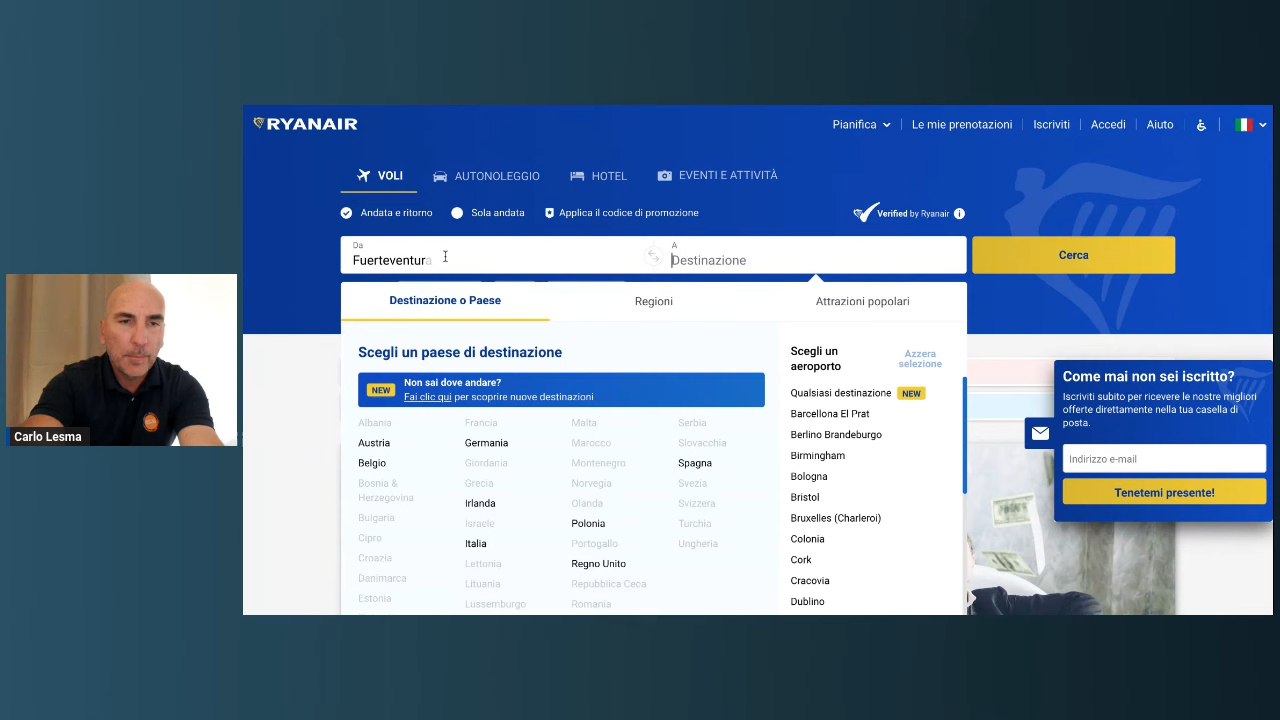 RYANAIR
Pianifica
Le mie prenotazioni
Iscriviti
Accedi
Aiuto
VOLI
AUTONOLEGGIO
HOTEL
EVENTI E ATTIVITÀ
Andata e ritorno
Sola andata
Applica il codice di promozione
Verified by Ryanair
Da
Fuerteventura
A
Destinazione
Cerca
Destinazione o Paese
Regioni
Attrazioni popolari
Scegli un paese di destinazione
NEW
Non sai dove andare?
Fai clic qui per scoprire nuove destinazioni
Albania
Austria
Belgio
Bosnia &
Herzegovina
Bulgaria
Cipro
Croazia
Danimarca
Estonia
Francia
Germania
Giordania
Grecia
Irlanda
Israele
Italia
Lettonia
Lituania
Lussemburgo
Malta
Marocco
Montenegro
Norvegia
Olanda
Polonia
Portogallo
Regno Unito
Repubblica Ceca
Romania
Serbia
Slovacchia
Spagna
Svezia
Svizzera
Turchia
Ungheria
Scegli un
aeroporto
Azzera
selezione
Qualsiasi destinazione NEW
Barcellona El Prat
Berlino Brandeburgo
Birmingham
Bologna
Bristol
Bruxelles (Charleroi)
Colonia
Cork
Cracovia
Dublino
Come mai non sei iscritto?
Iscriviti subito per ricevere le nostre migliori
offerte direttamente nella tua casella di
posta.
Indirizzo e-mail
Tenetemi presente!
Carlo Lesma